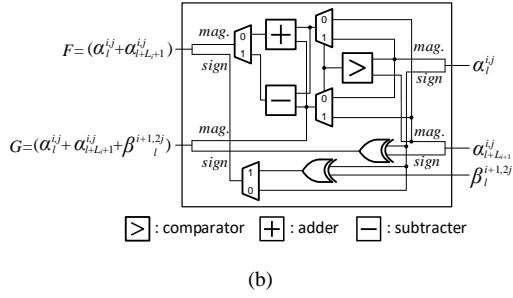 mag.
0
1
0
1
F=(α_l^{i,j}+α_{l+L_i+1}^{i,j})
+
>
mag.
sign
α_l^{i,j}
sign
−
0
1
mag.
mag.
G=(α_l^{i,j}+α_{l+L_i+1}^{i,j}+β_l^{i+1,2j})
sign
sign
α_{l+L_i+1}^{i,j}
1
0
β_l^{i+1,2j}
> : comparator + : adder − : subtracter
(b)